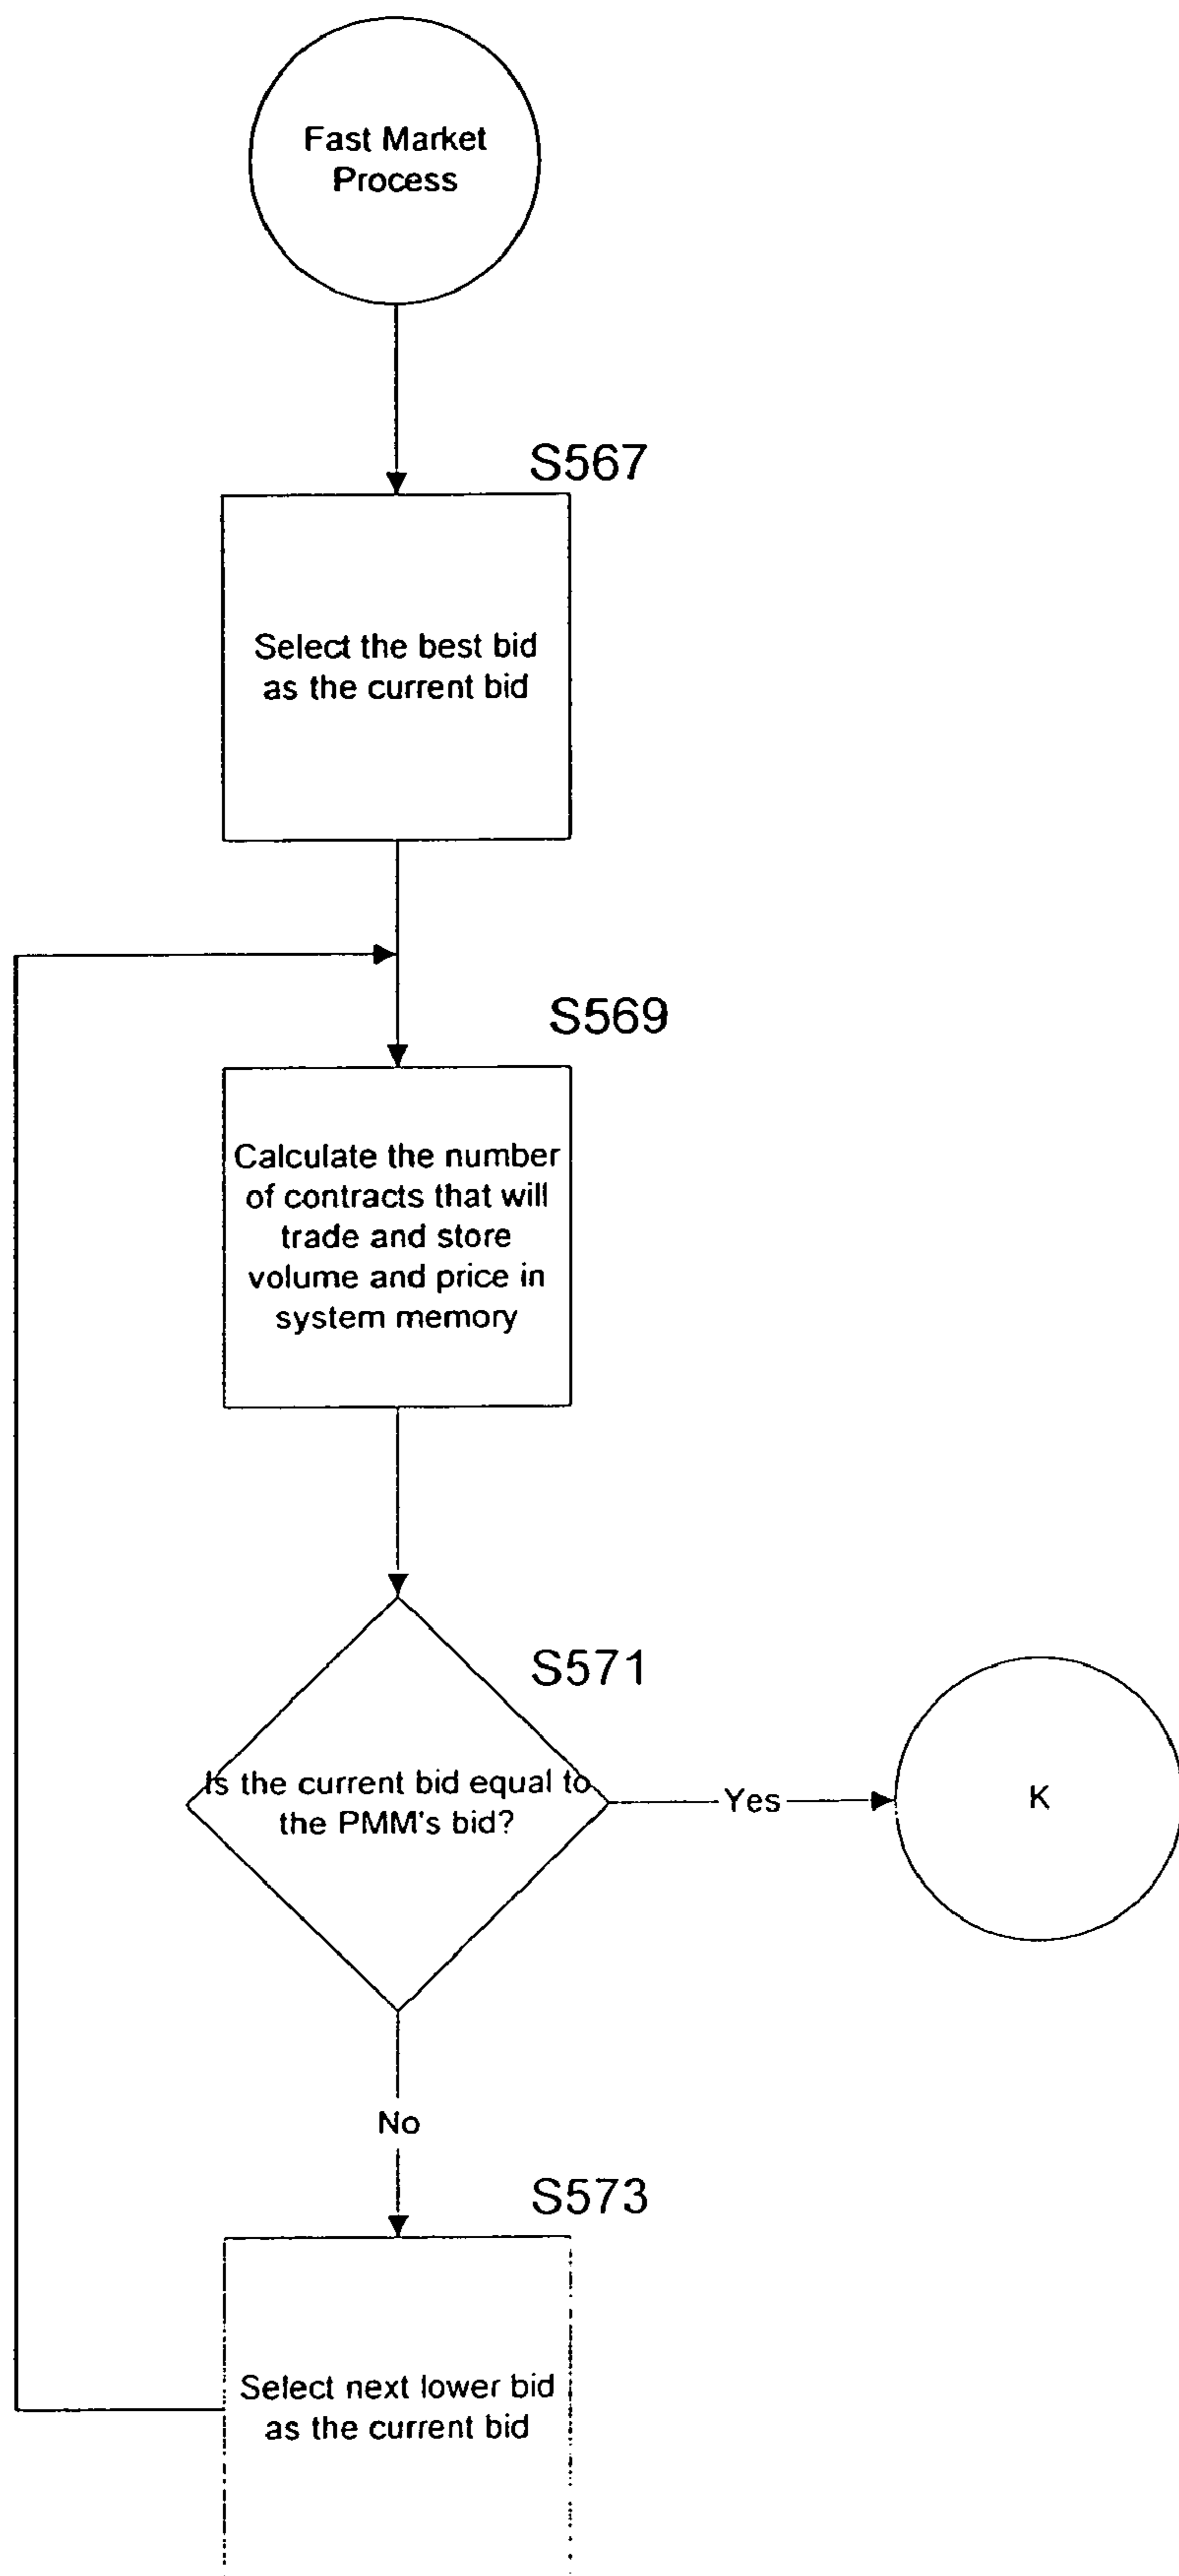 Fast Market
Process
S567
Select the best bid
as the current bid
S569
Calculate the number
of contracts that will
trade and store
volume and price in
system memory
S571
Is the current bid equal to
the PMM's bid?
Yes
K
No
S573
Select next lower bid
as the current bid